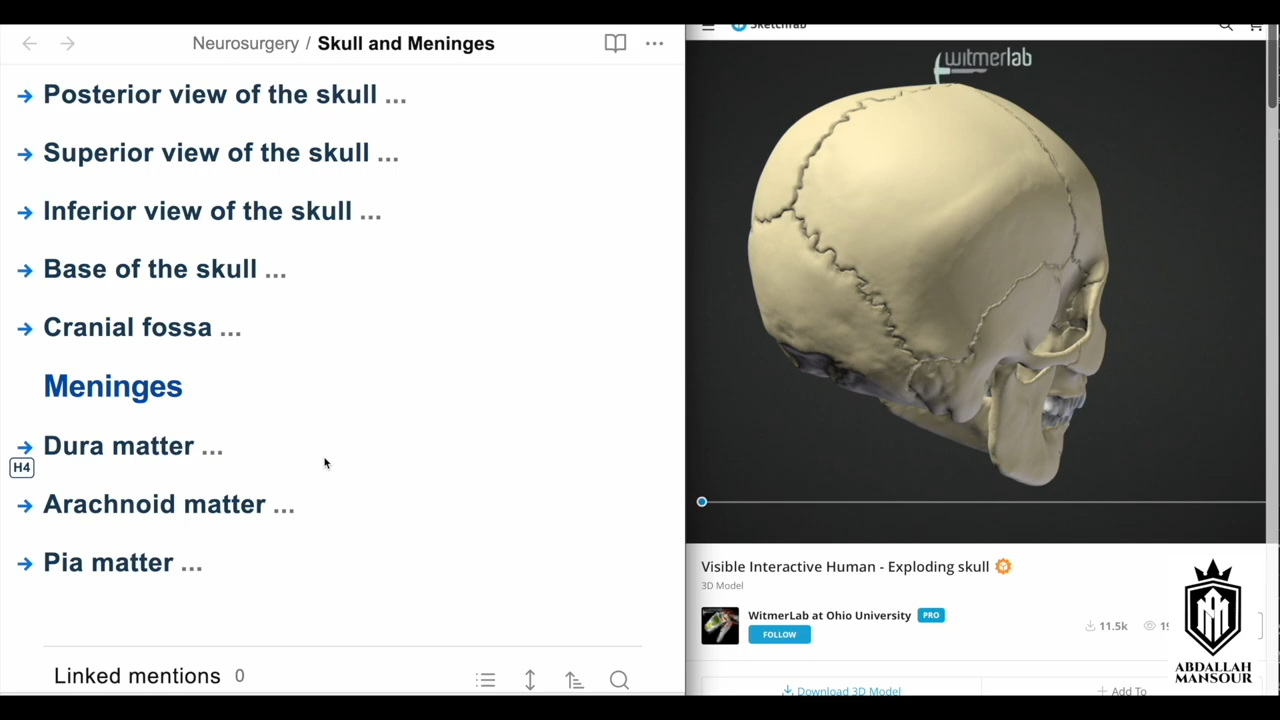 Neurosurgery / Skull and Meninges
Posterior view of the skull ...
Superior view of the skull ...
Inferior view of the skull ...
Base of the skull ...
Cranial fossa ...
Meninges
Dura matter ...
H4
Arachnoid matter ...
Pia matter ...
Linked mentions 0
Sketchfab
witmerlab
Visible Interactive Human - Exploding skull
3D Model
WitmerLab at Ohio University PRO
FOLLOW
11.5k
Download 3D Model
Add To
ABDALLAH
MANSOUR